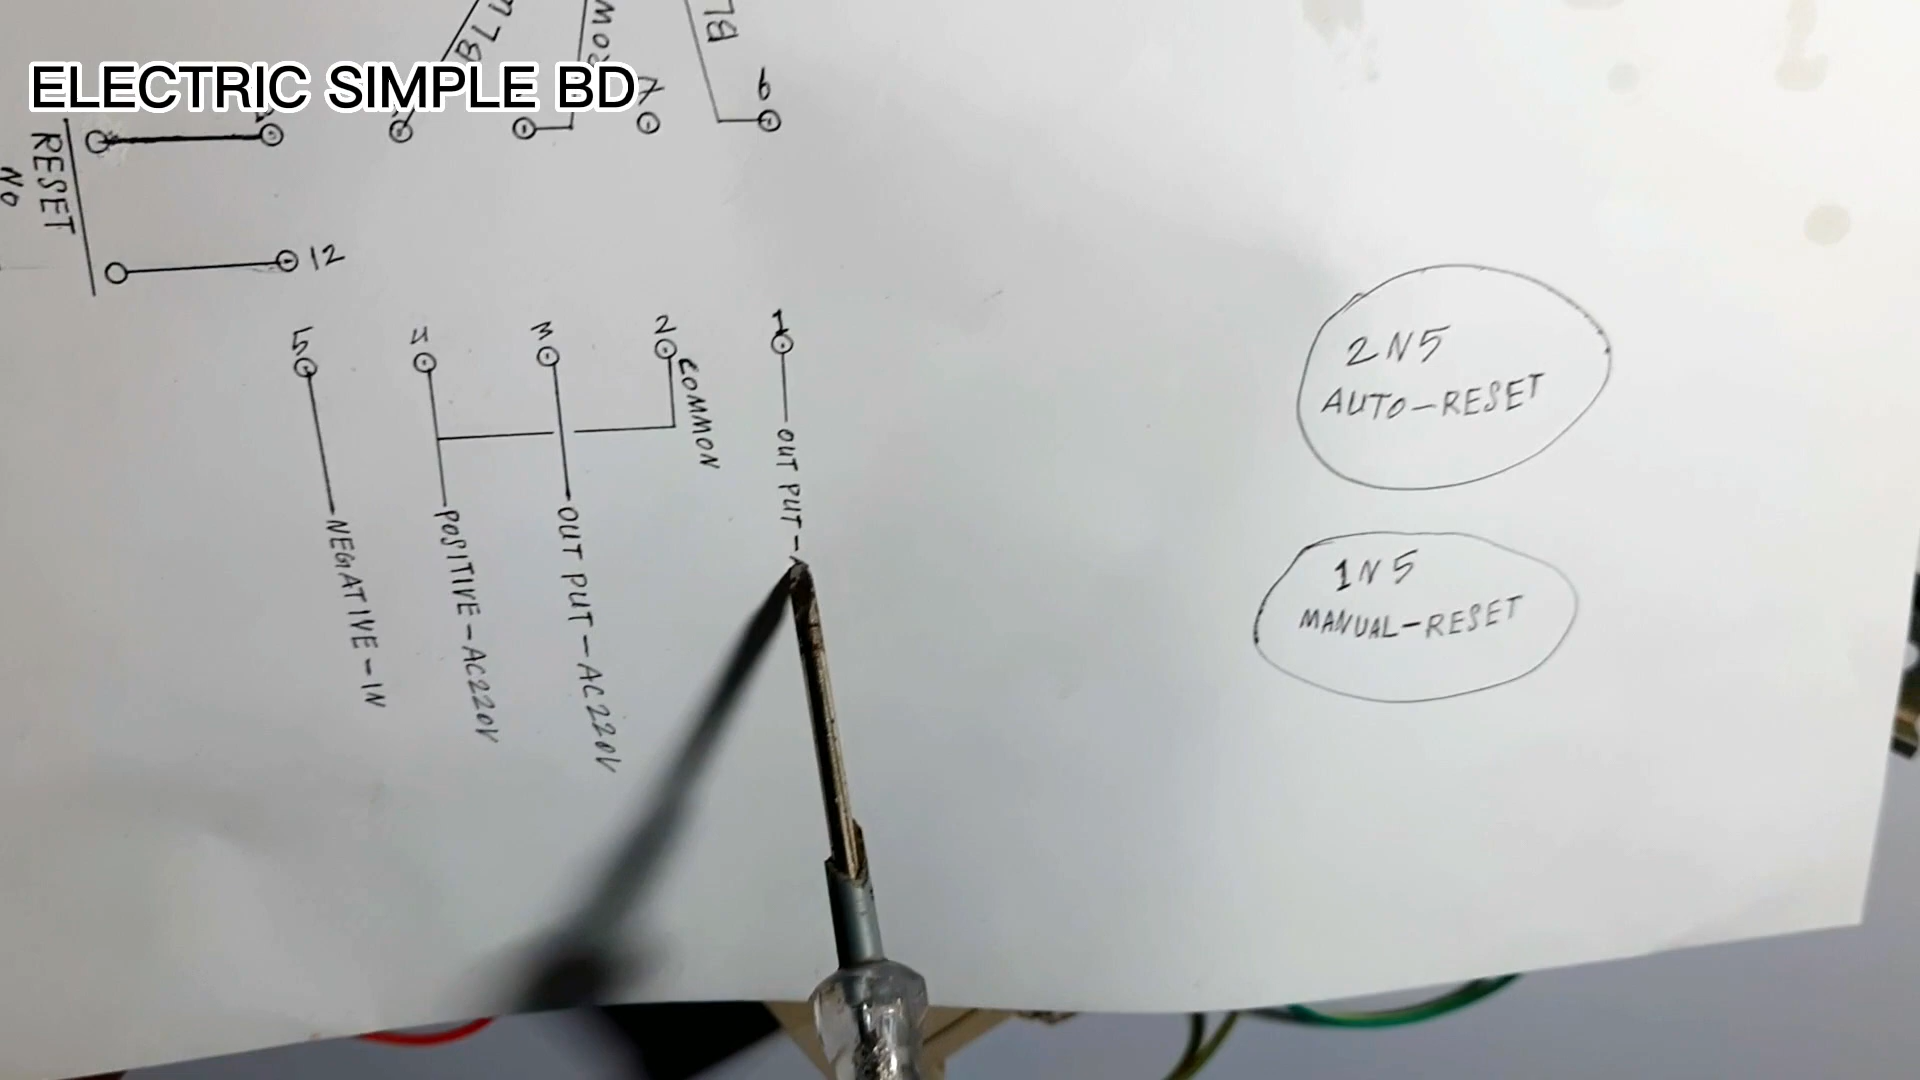 ELECTRIC SIMPLE BD
6
7
RESET
NO
12
5
4
3
2
1
COMMON
OUT PUT-
OUT PUT-AC220V
POSITIVE-AC220V
NEGATIVE-IN
2N5
AUTO-RESET
1N5
MANUAL-RESET